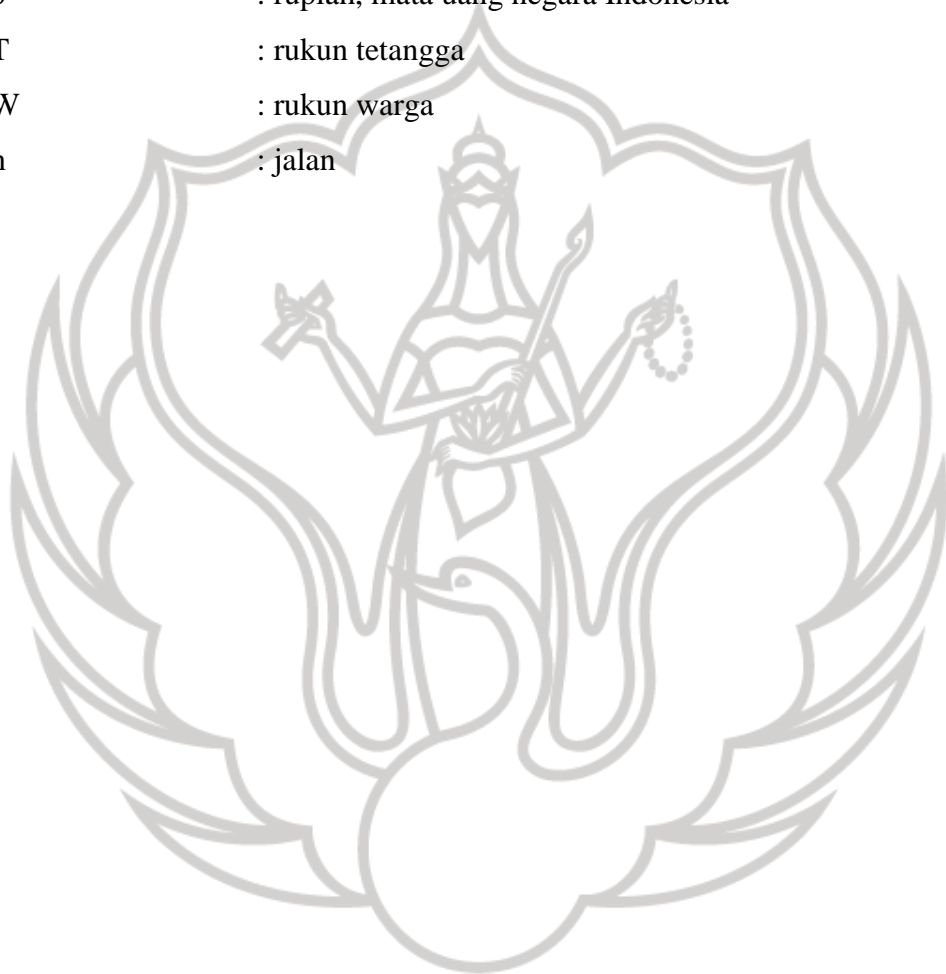 : rupiah, mata uang negara Indonesia
T : rukun tetangga
W : rukun warga
n : jalan